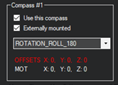 Compass #1
Use this compass
Externally mounted
ROTATION_ROLL_180
OFFSETS X: 0, Y: 0, Z: 0
MOT X: 0, Y: 0, Z: 0